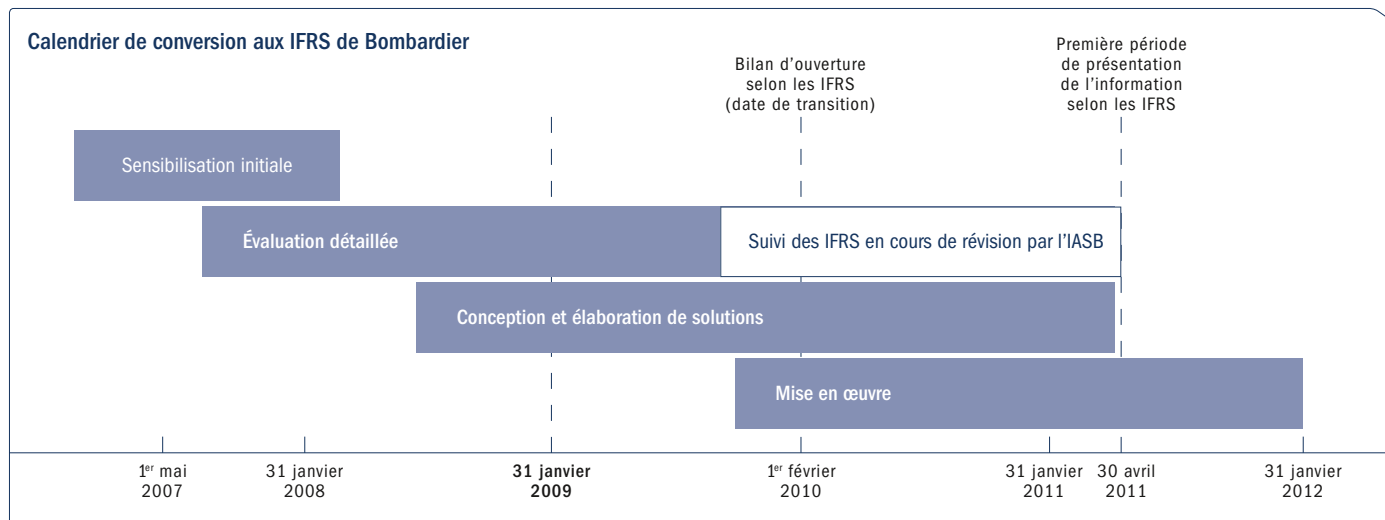 Calendrier de conversion aux IFRS de Bombardier
Bilan d’ouverture
selon les IFRS
(date de transition)
Première période
de présentation
de l’information
selon les IFRS
Sensibilisation initiale
Évaluation détaillée
Suivi des IFRS en cours de révision par l’IASB
Conception et élaboration de solutions
Mise en œuvre
1er mai
2007
31 janvier
2008
31 janvier
2009
1er février
2010
31 janvier
2011
30 avril
2011
31 janvier
2012